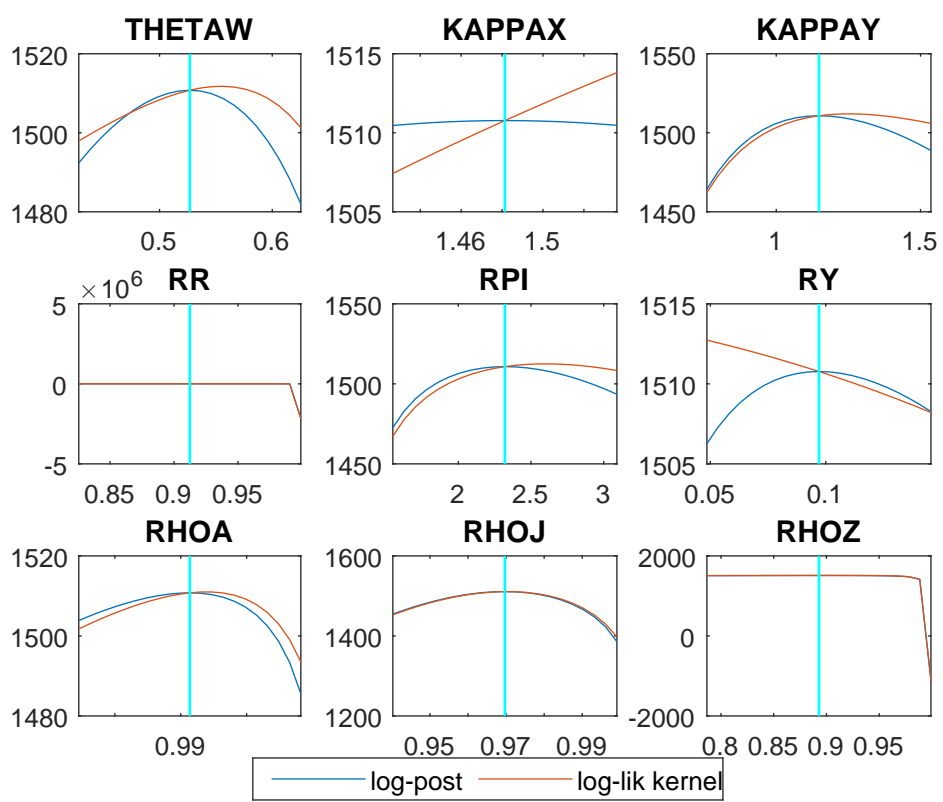 THETAW KAPPAX KAPPAY
1520 1515 1550
1500 1510 1500
1480 1505 1450
0.5 0.6 1.46 1.5 1 1.5
RR RPI RY
5 ×10^6 1550 1515
0 1500 1510
-5 1450 1505
0.85 0.9 0.95 2 2.5 3 0.05 0.1
RHOA RHOJ RHOZ
1520 1600 2000
1500 1400 0
1480 1200 -2000
0.99 0.95 0.97 0.99 0.8 0.85 0.9 0.95
log-post log-lik kernel